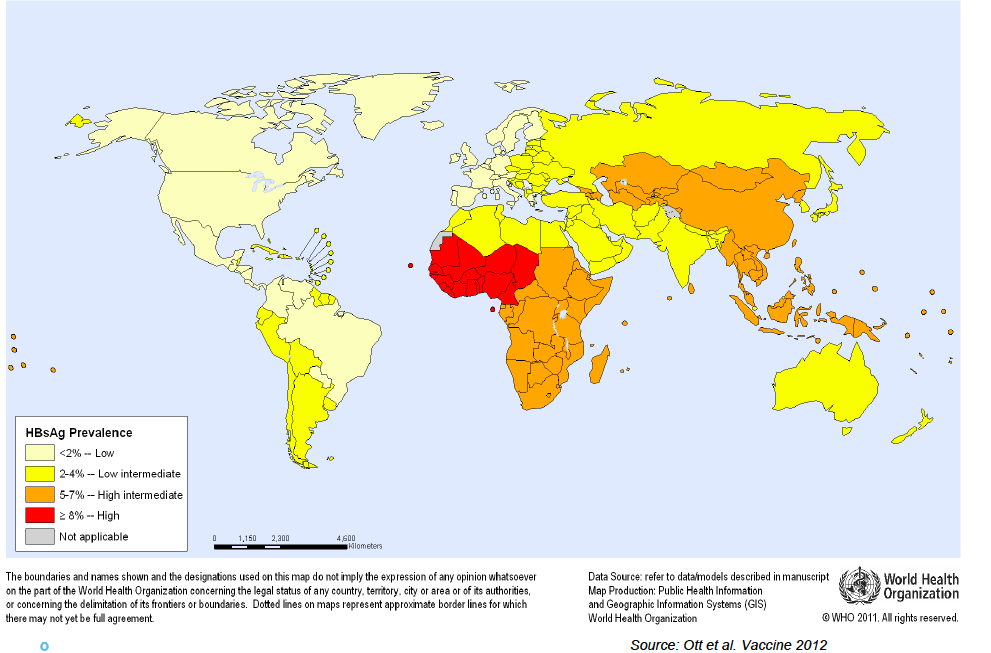 HBsAg Prevalence
<2% -- Low
2-4% -- Low intermediate
5-7% -- High intermediate
≥ 8% -- High
Not applicable
0 1,150 2,300 4,600
Kilometers
The boundaries and names shown and the designations used on this map do not imply the expression of any opinion whatsoever
on the part of the World Health Organization concerning the legal status of any country, territory, city or area or of its authorities,
or concerning the delimitation of its frontiers or boundaries. Dotted lines on maps represent approximate border lines for which
there may not yet be full agreement.
Data Source: refer to data/models described in manuscript
Map Production: Public Health Information
and Geographic Information Systems (GIS)
World Health Organization
World Health
Organization
© WHO 2011. All rights reserved.
Source: Ott et al. Vaccine 2012